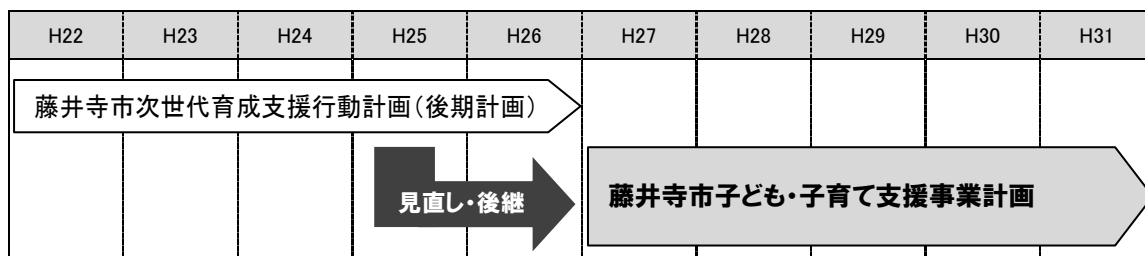 H22 H23 H24 H25 H26 H27 H28 H29 H30 H31
藤井寺市次世代育成支援行動計画(後期計画)
見直し・後継
藤井寺市子ども・子育て支援事業計画